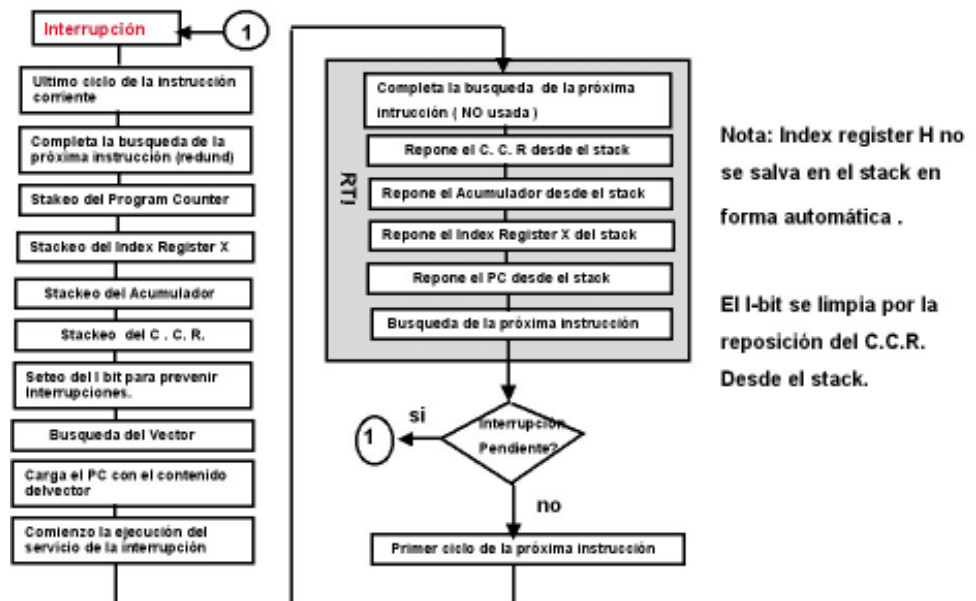 Interrupción
1
Ultimo ciclo de la instrucción
corriente
Completa la busqueda de la
próxima instrucción (redund)
Stakeo del Program Counter
Stackeo del Index Register X
Stackeo del Acumulador
Stackeo del C . C. R.
Seteo del I bit para prevenir
Interrupciones.
Busqueda del Vector
Carga el PC con el contenido
delvector
Comienzo la ejecución del
servicio de la interrupción
RTI
Completa la busqueda de la próxima
intrucción ( NO usada )
Repone el C. C. R desde el stack
Repone el Acumulador desde el stack
Repone el Index Register X del stack
Repone el PC desde el stack
Busqueda de la próxima instrucción
Interrupción
Pendiente?
si
1
no
Primer ciclo de la próxima instrucción
Nota: Index register H no
se salva en el stack en
forma automática .
El I-bit se limpia por la
reposición del C.C.R.
Desde el stack.